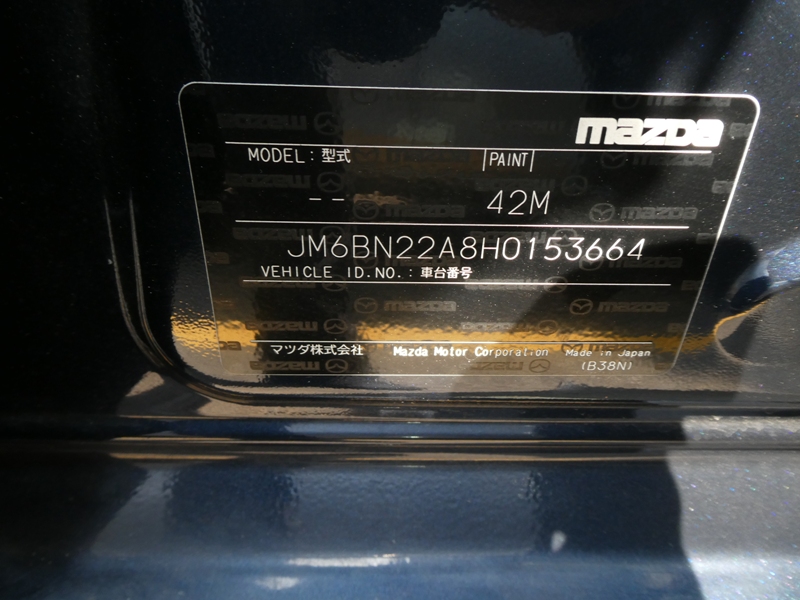 mazda
MODEL : 型式 PAINT
-- 42M
JM6BN22A8H0153664
VEHICLE ID.NO. : 車台番号
マツダ株式会社 Mazda Motor Corporation Made in Japan
(B38N)